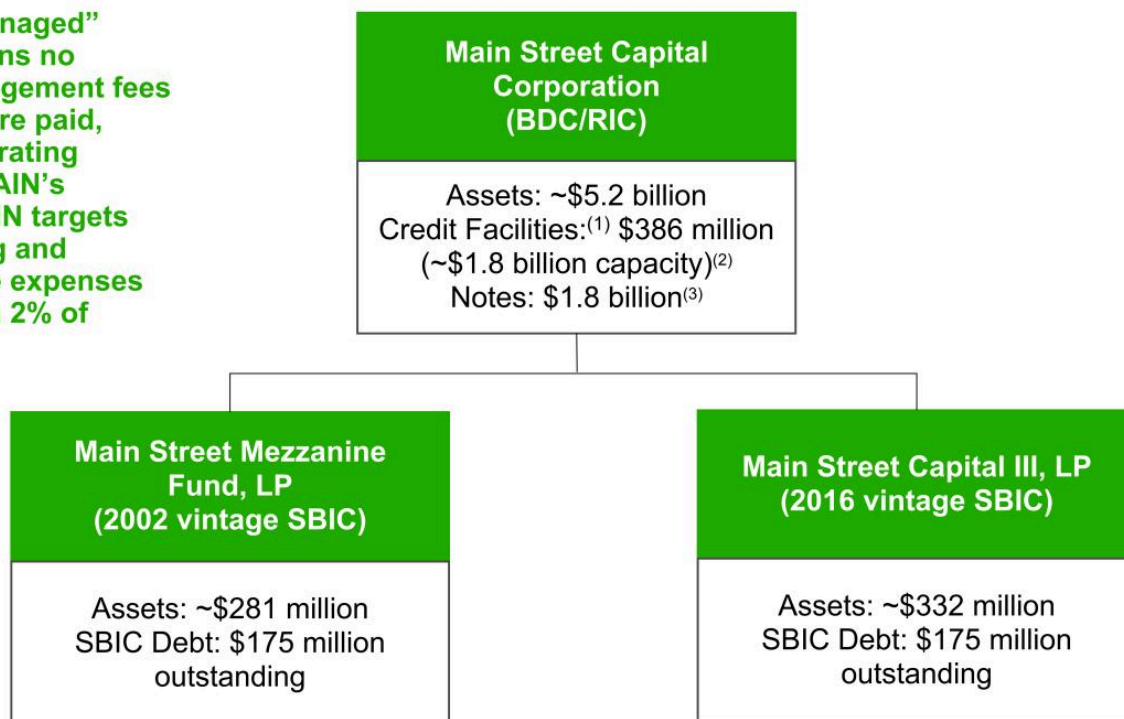 naged”
ns no
gement fees
re paid,
rating
AIN’s
IN targets
g and
e expenses
2% of
Main Street Capital
Corporation
(BDC/RIC)
Assets: ~$5.2 billion
Credit Facilities:(1) $386 million
(~$1.8 billion capacity)(2)
Notes: $1.8 billion(3)
Main Street Mezzanine
Fund, LP
(2002 vintage SBIC)
Assets: ~$281 million
SBIC Debt: $175 million
outstanding
Main Street Capital III, LP
(2016 vintage SBIC)
Assets: ~$332 million
SBIC Debt: $175 million
outstanding